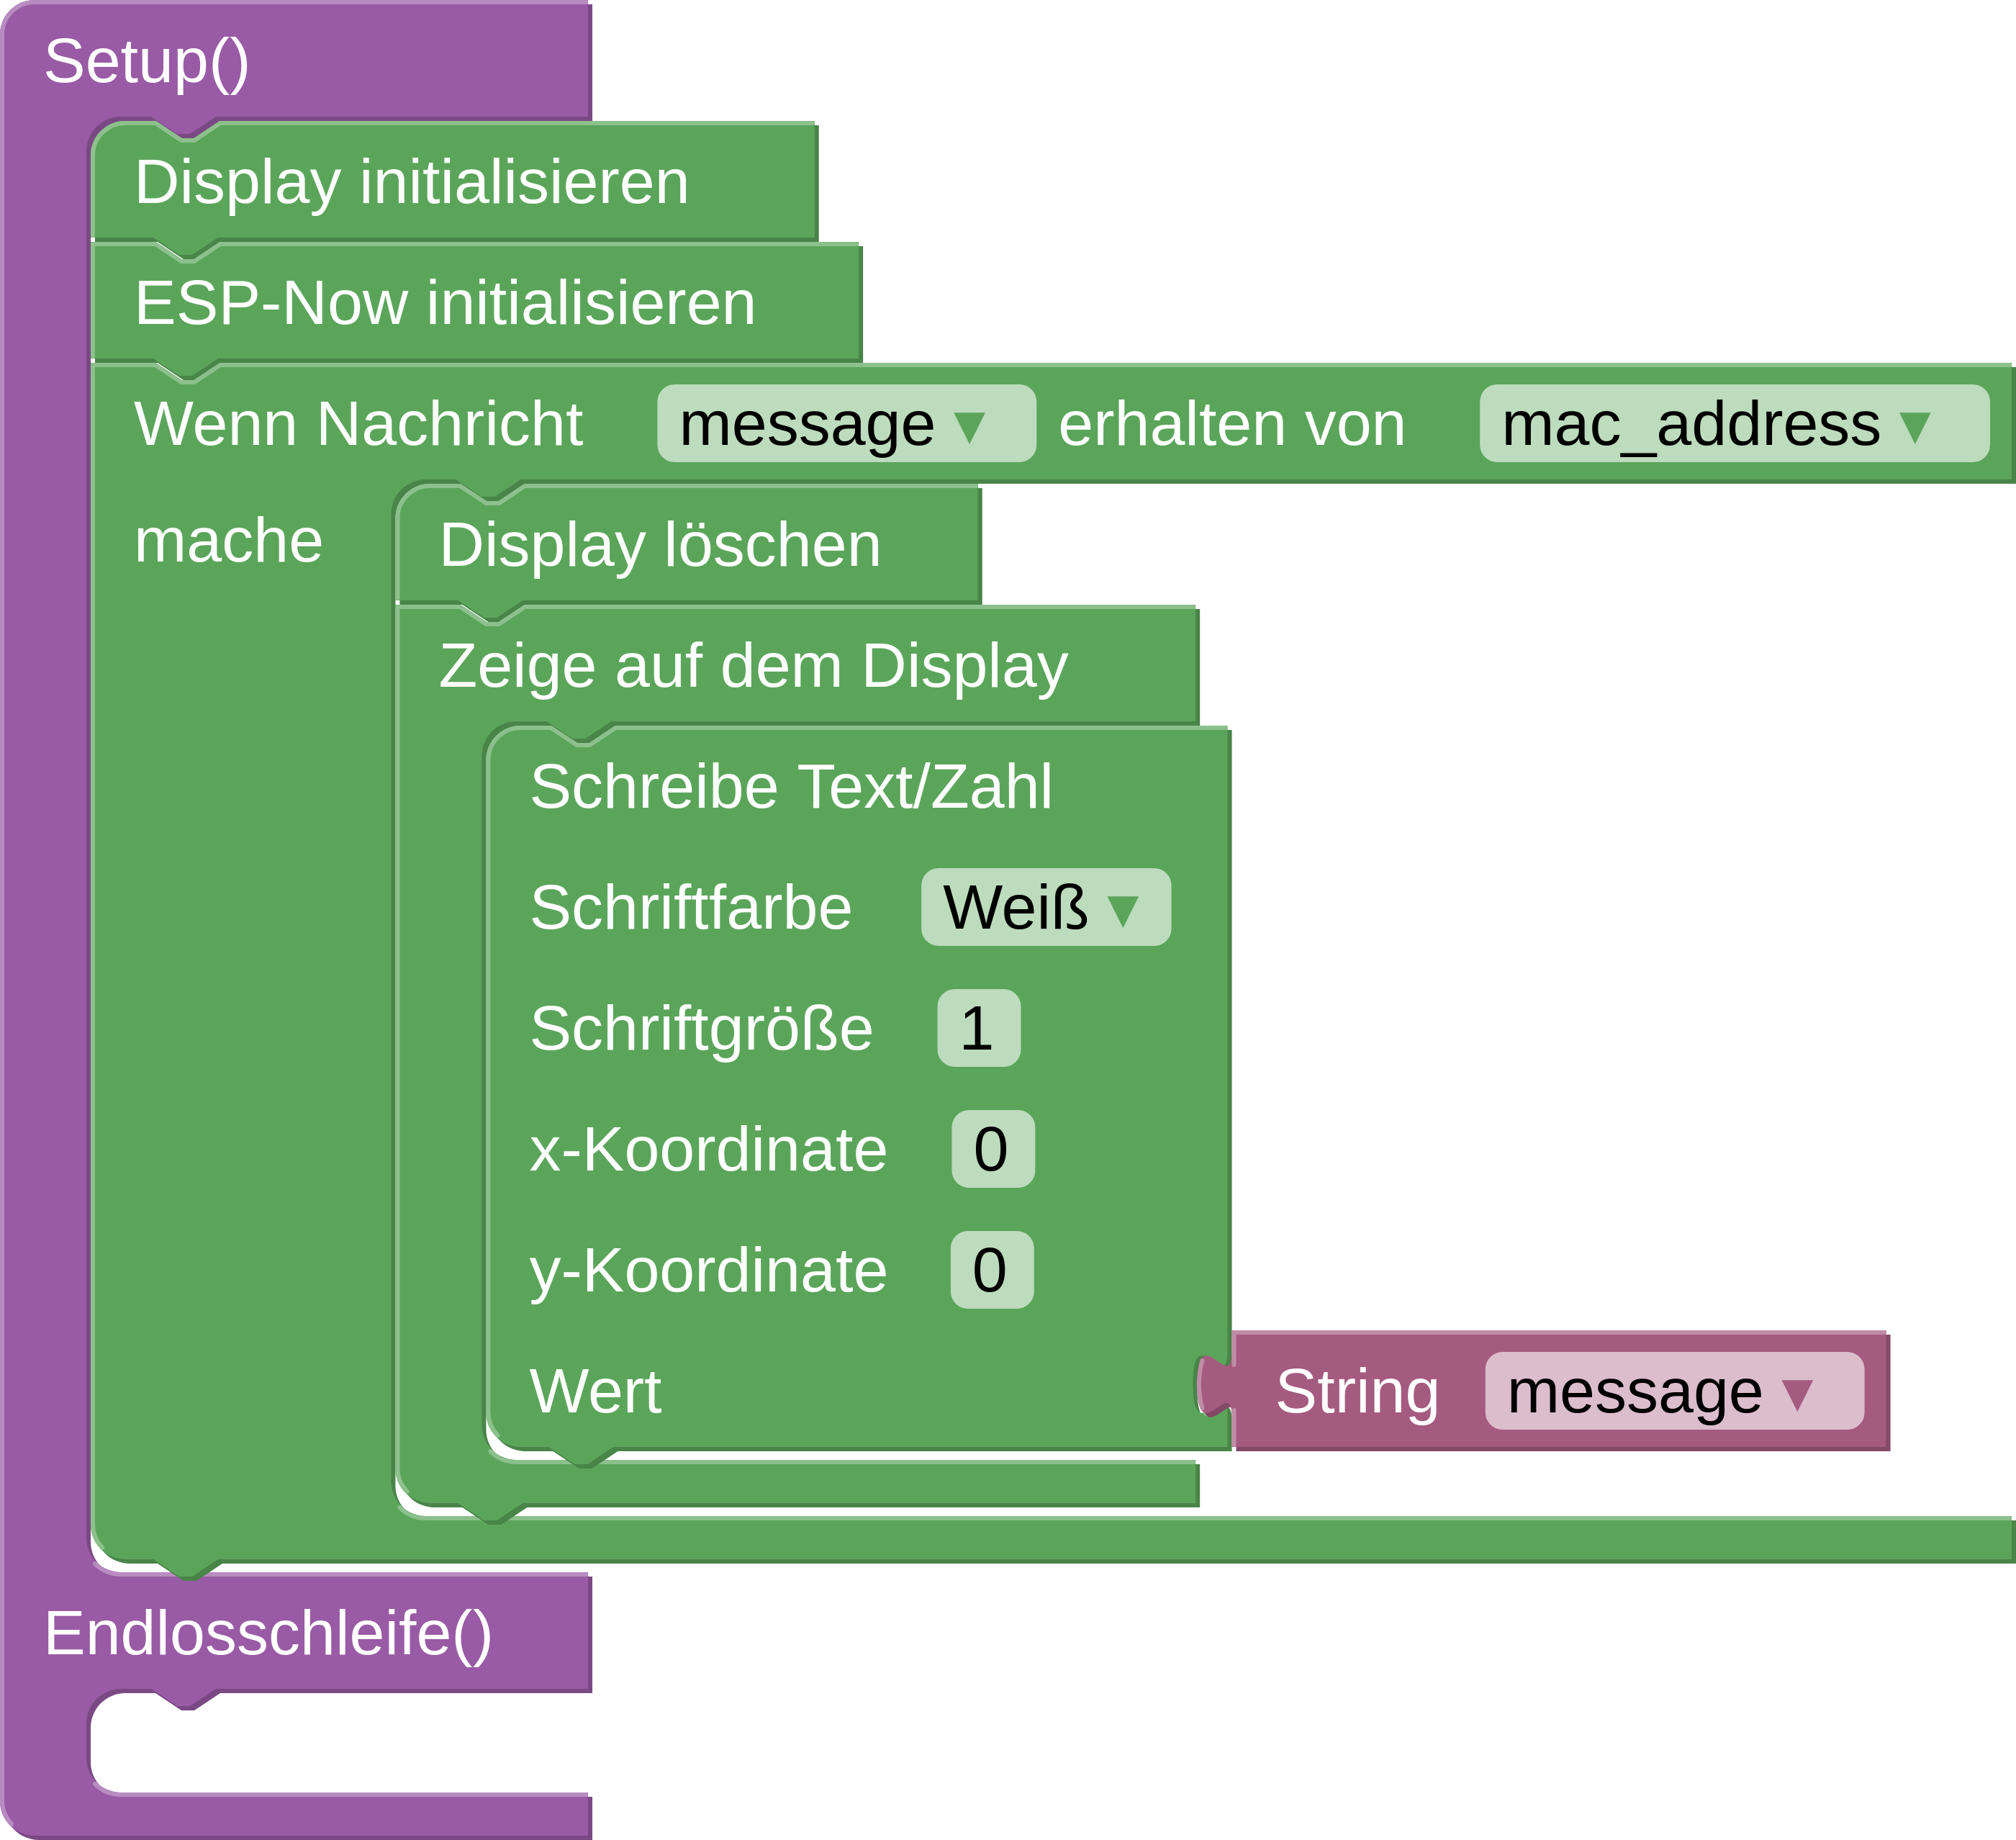 Setup()
Display initialisieren
ESP-Now initialisieren
Wenn Nachricht message ▼ erhalten von mac_address ▼
mache Display löschen
Zeige auf dem Display
Schreibe Text/Zahl
Schriftfarbe Weiß ▼
Schriftgröße 1
x-Koordinate 0
y-Koordinate 0
Wert String message ▼
Endlosschleife()